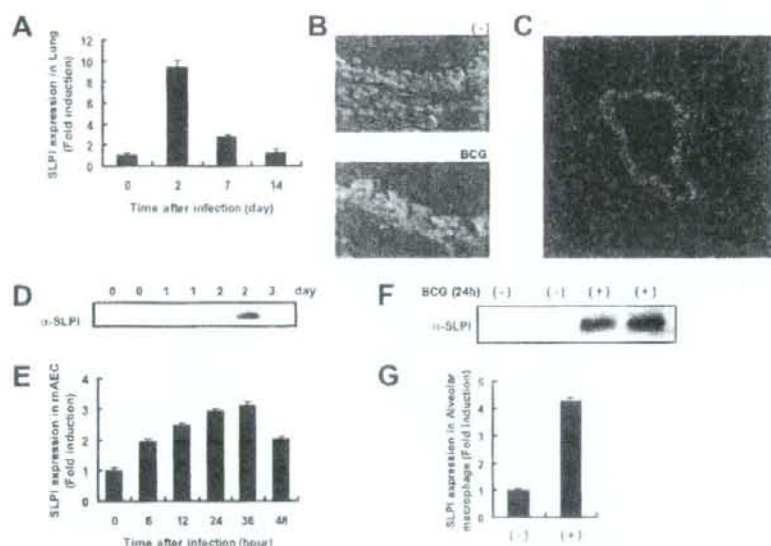 A
SLPI expression in Lung
(Fold induction)
12
10
8
6
4
2
0
0 2 7 14
Time after infection (day)
B
(-)
BCG
C
D
0 0 1 1 2 2 3 day
α-SLPI
E
SLPI expression in mAEC
(Fold induction)
4
3
2
1
0
0 6 12 24 36 48
Time after infection (hour)
F
BCG (24h) (-) (-) (+) (+)
α-SLPI
G
SLPI expression in Alveolar
macrophage (Fold induction)
5
4
3
2
1
0
(-) (+)